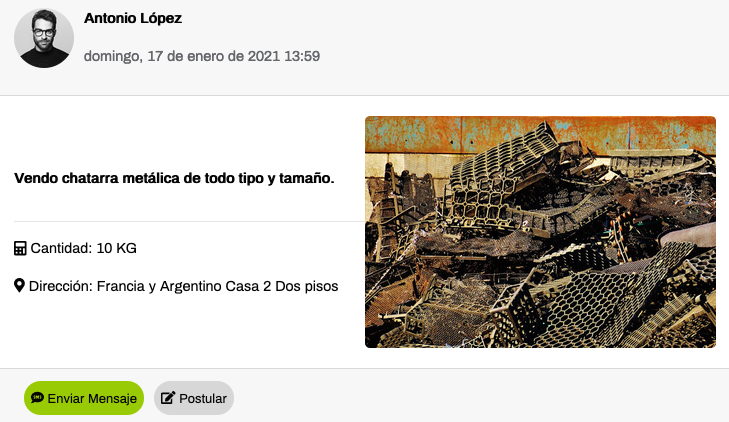 Antonio López
domingo, 17 de enero de 2021 13:59
Vendo chatarra metálica de todo tipo y tamaño.
Cantidad: 10 KG
Dirección: Francia y Argentino Casa 2 Dos pisos
Enviar Mensaje
Postular